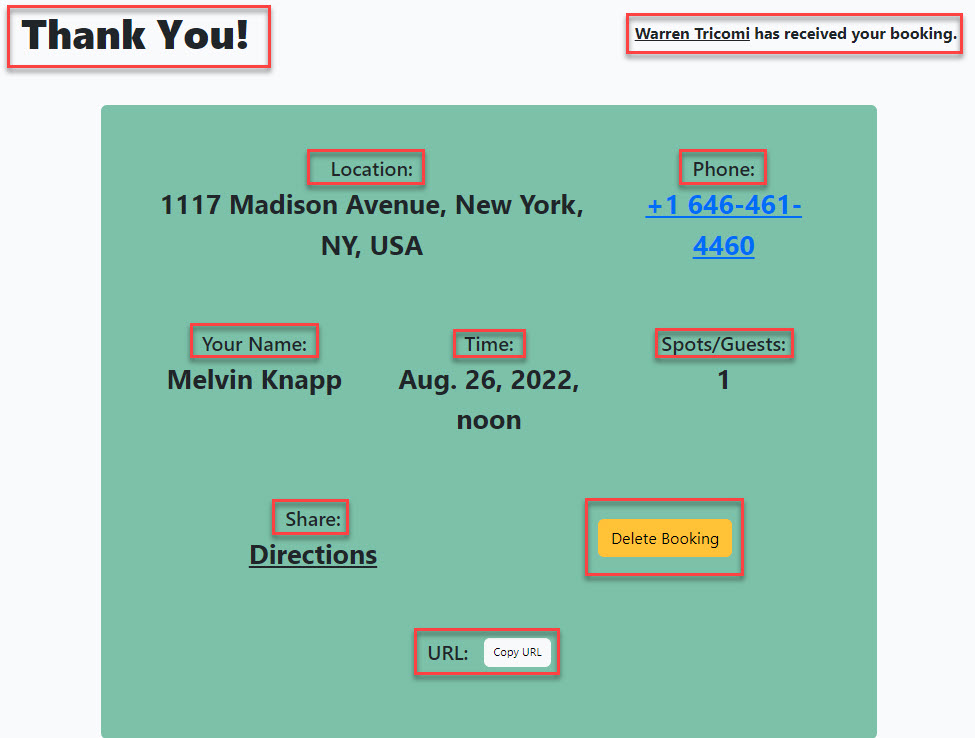 Thank You!
Warren Tricomi has received your booking.
Location:
1117 Madison Avenue, New York,
NY, USA
Phone:
+1 646-461-
4460
Your Name:
Melvin Knapp
Time:
Aug. 26, 2022,
noon
Spots/Guests:
1
Share:
Directions
Delete Booking
URL: Copy URL